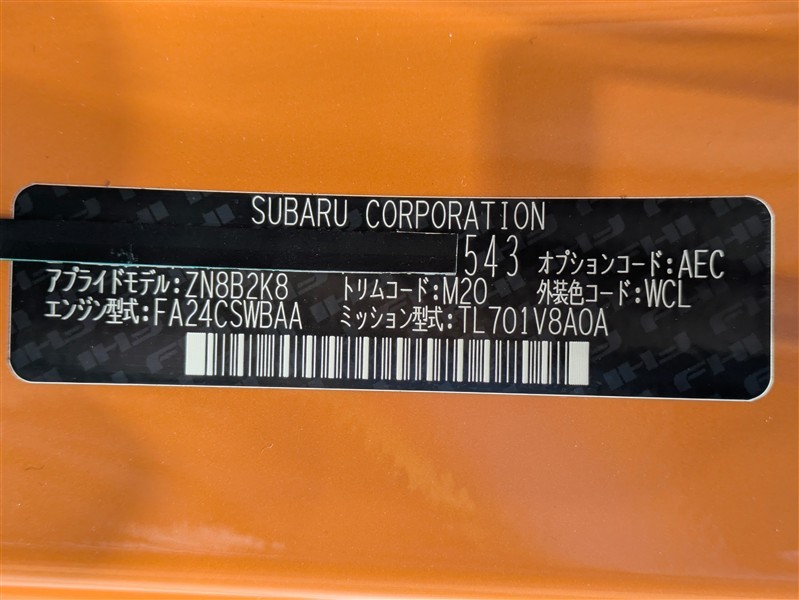 SUBARU CORPORATION
543 オプションコード:AEC
アプライドモデル:ZN8B2K8 トリムコード:M20 外装色コード:WCL
エンジン型式:FA24CSWBAA ミッション型式:TL701V8A0A